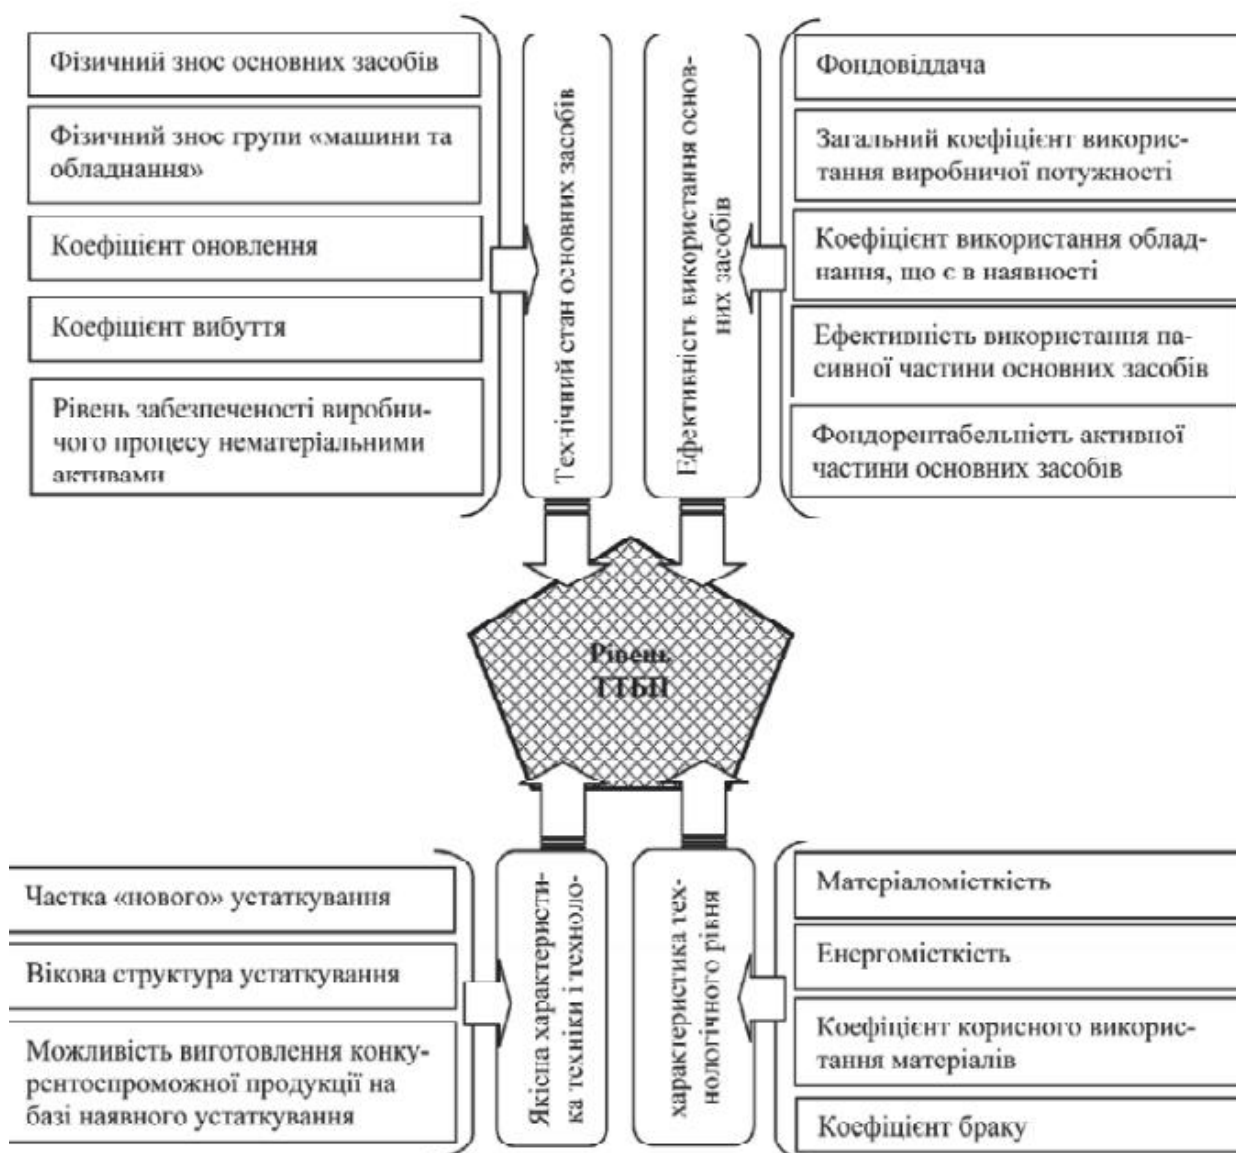 Фізичний знос основних засобів
Фізичний знос групи «машини та
обладнання»
Коефіцієнт оновлення
Коефіцієнт вибуття
Рівень забезпеченості виробни-
чого процесу нематеріальними
активами
Технічний стан основних засобів
Ефективність використання основ-
них засобів
Фондовіддача
Загальний коефіцієнт викорис-
тання виробничої потужності
Коефіцієнт використання облад-
нання, що є в наявності
Ефективність використання па-
сивної частини основних засобів
Фондорентабельність активної
частини основних засобів
Рівень
ТТБП
Частка «нового» устаткування
Вікова структура устаткування
Можливість виготовлення конку-
рентоспроможної продукції на
базі наявного устаткування
Якісна характеристи-
ка техніки і техноло-
характеристика тех-
нологічного рівня
Матеріаломісткість
Енергомісткість
Коефіцієнт корисного викорис-
тання матеріалів
Коефіцієнт браку